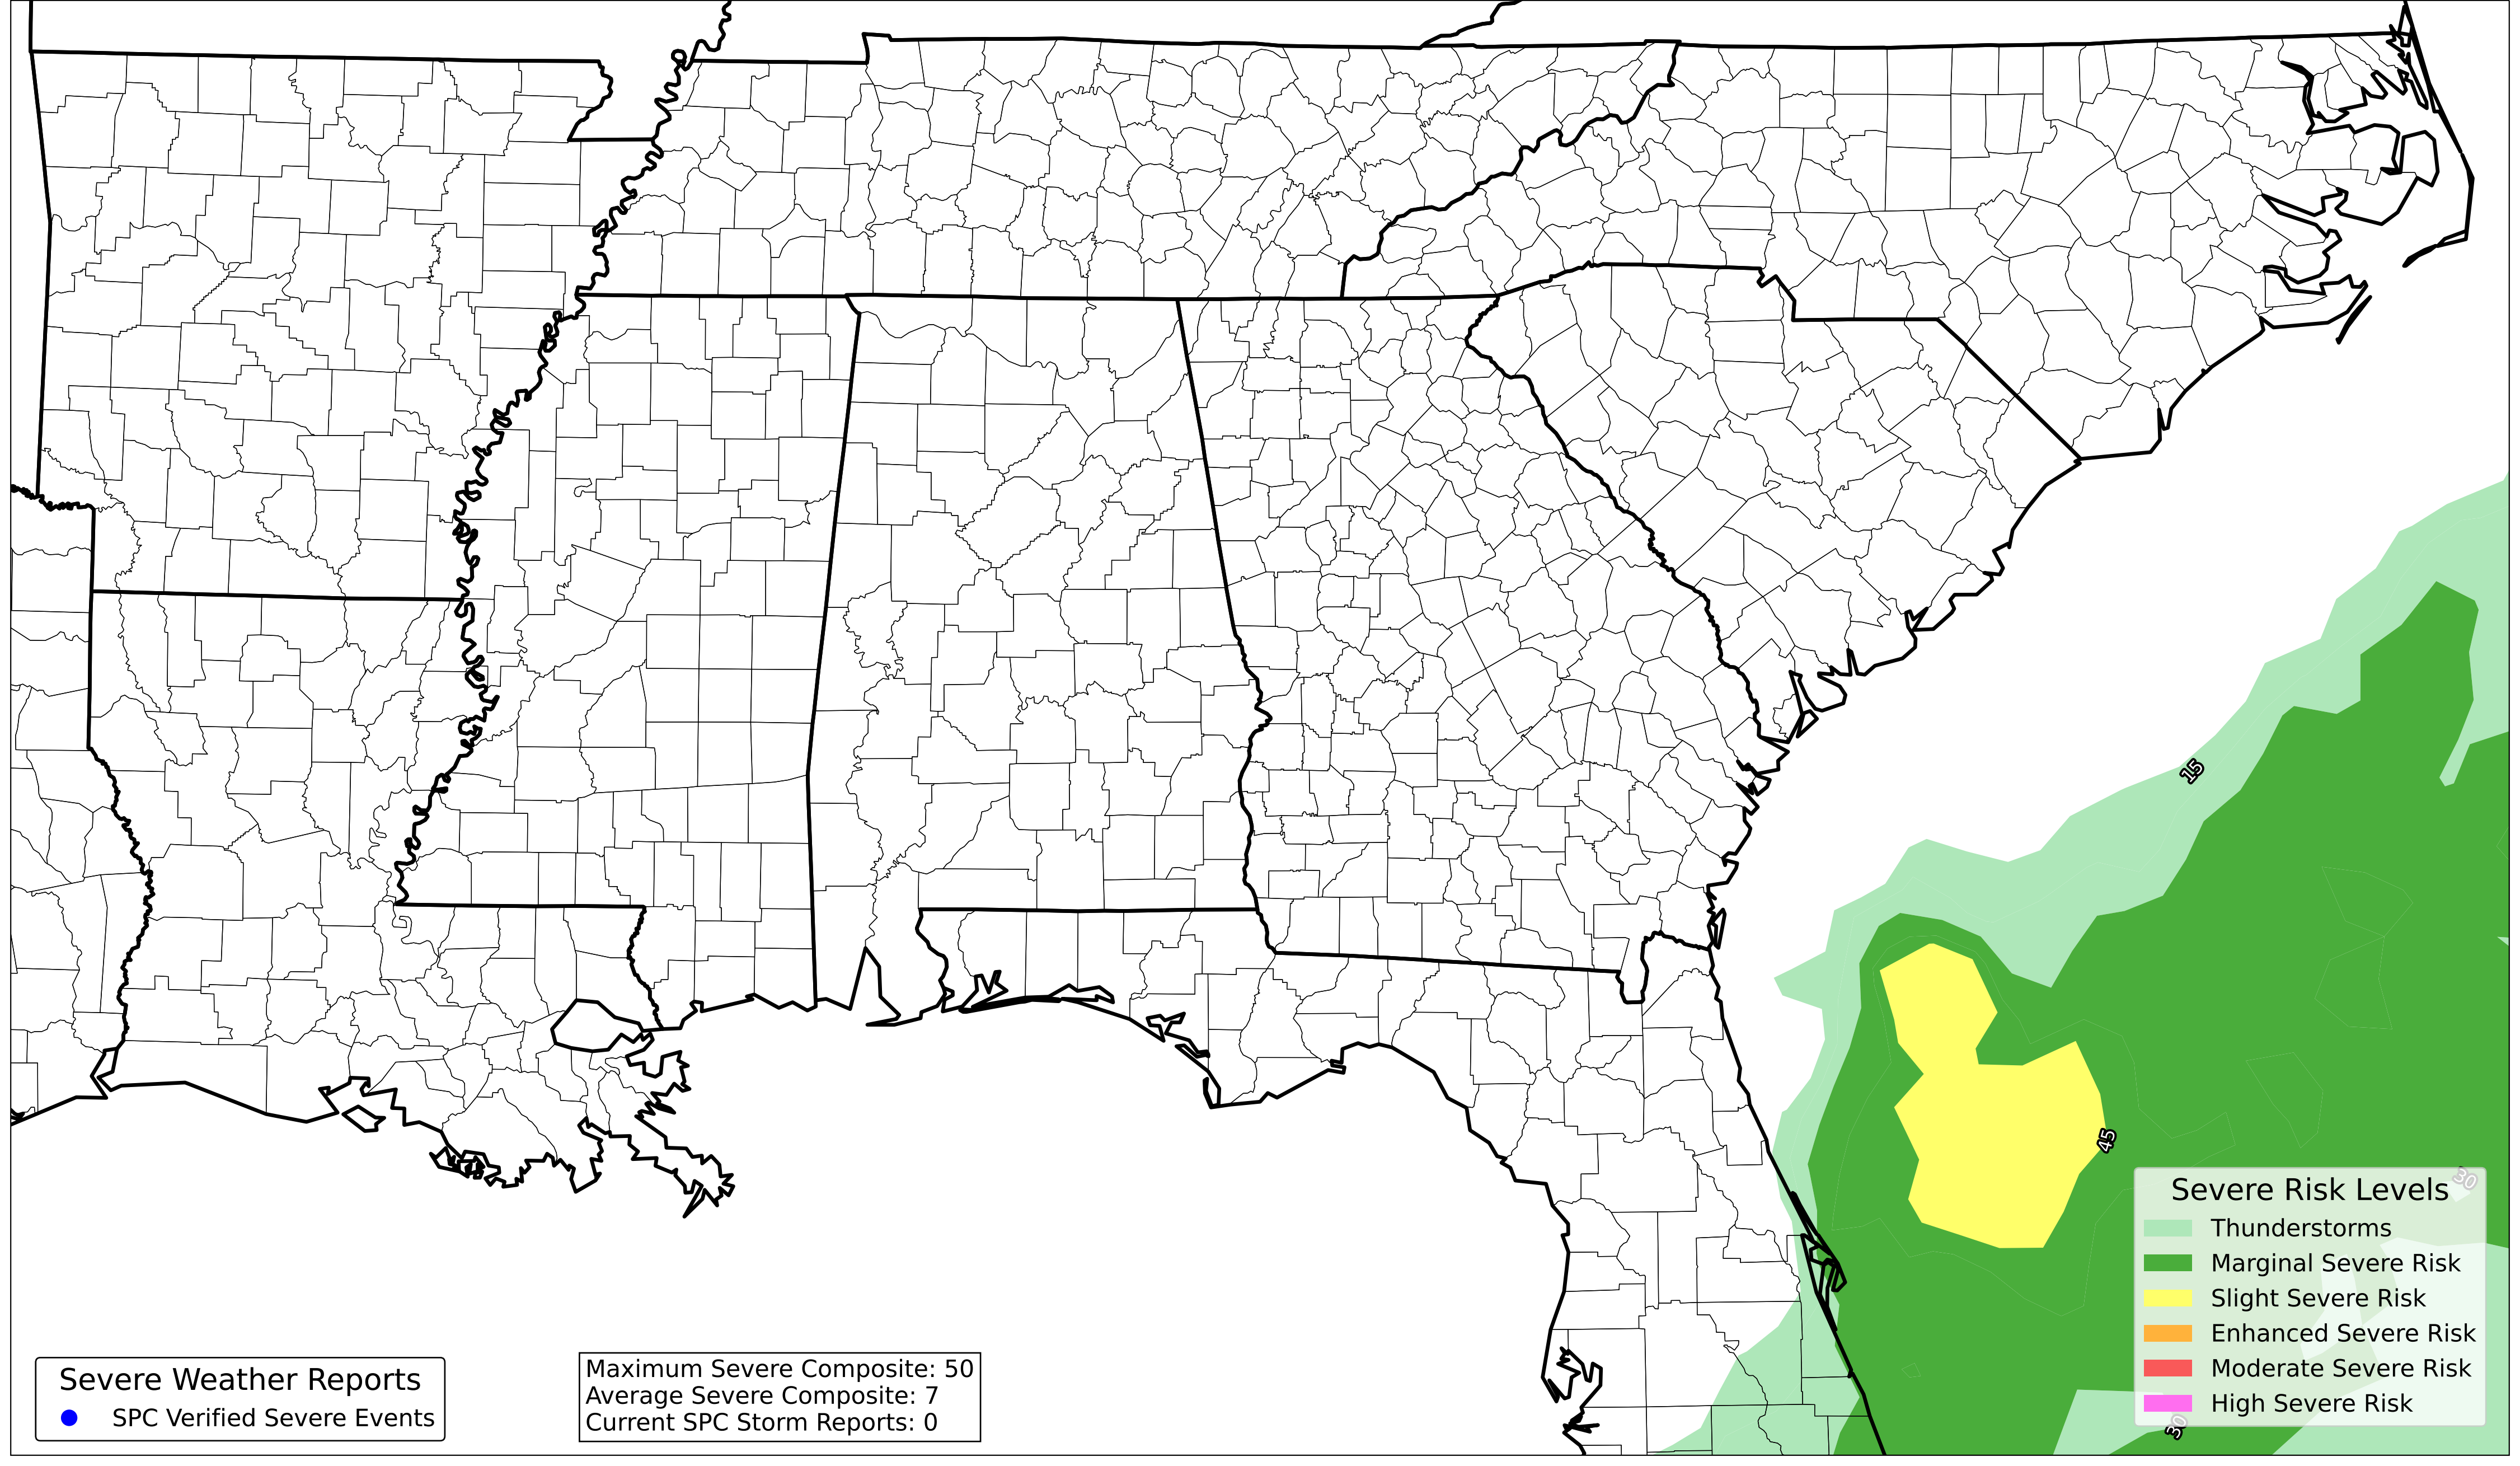 15
45
30
Severe Risk Levels
Thunderstorms
Marginal Severe Risk
Slight Severe Risk
Enhanced Severe Risk
Moderate Severe Risk
High Severe Risk
30
Severe Weather Reports
SPC Verified Severe Events
Maximum Severe Composite: 50
Average Severe Composite: 7
Current SPC Storm Reports: 0